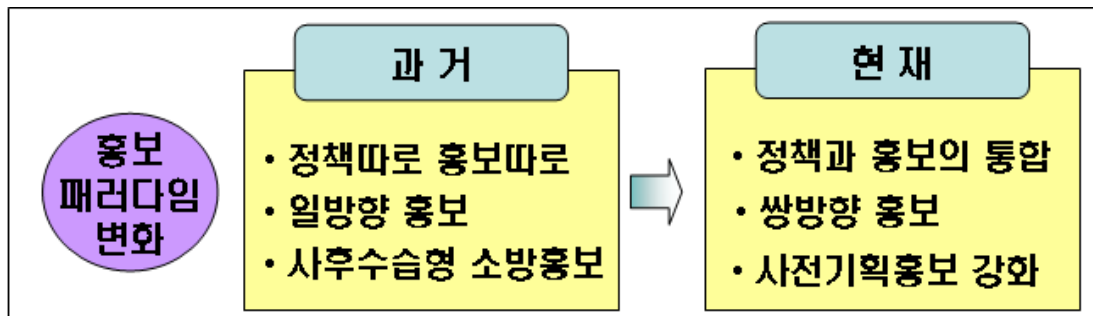 홍보
패러다임
변화
과 거
• 정책따로 홍보따로
• 일방향 홍보
• 사후수습형 소방홍보
현 재
• 정책과 홍보의 통합
• 쌍방향 홍보
• 사전기획홍보 강화